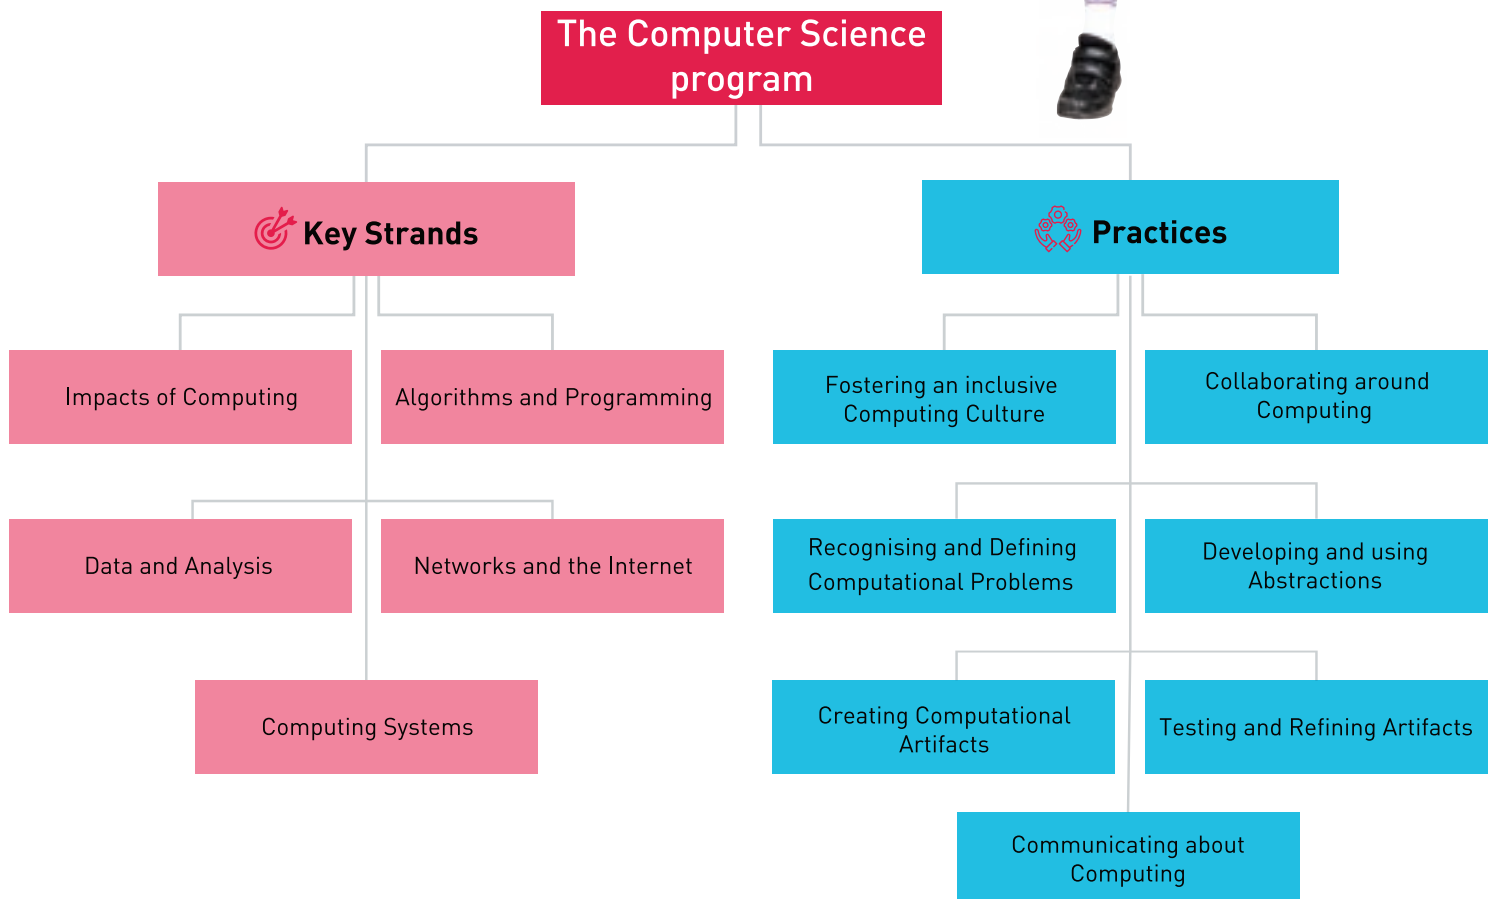 The Computer Science
program
Key Strands
Practices
Impacts of Computing
Algorithms and Programming
Fostering an inclusive
Computing Culture
Collaborating around
Computing
Data and Analysis
Networks and the Internet
Recognising and Defining
Computational Problems
Developing and using
Abstractions
Computing Systems
Creating Computational
Artifacts
Testing and Refining Artifacts
Communicating about
Computing